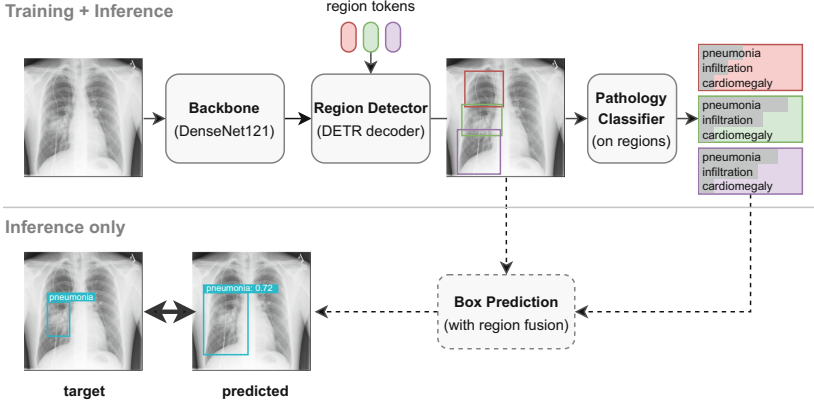 Training + Inference
region tokens
Backbone
(DenseNet121)
Region Detector
(DETR decoder)
Pathology
Classifier
(on regions)
pneumonia
infiltration
cardiomegaly
pneumonia
infiltration
cardiomegaly
pneumonia
infiltration
cardiomegaly
Inference only
pneumonia
pneumonia: 0.72
Box Prediction
(with region fusion)
target
predicted